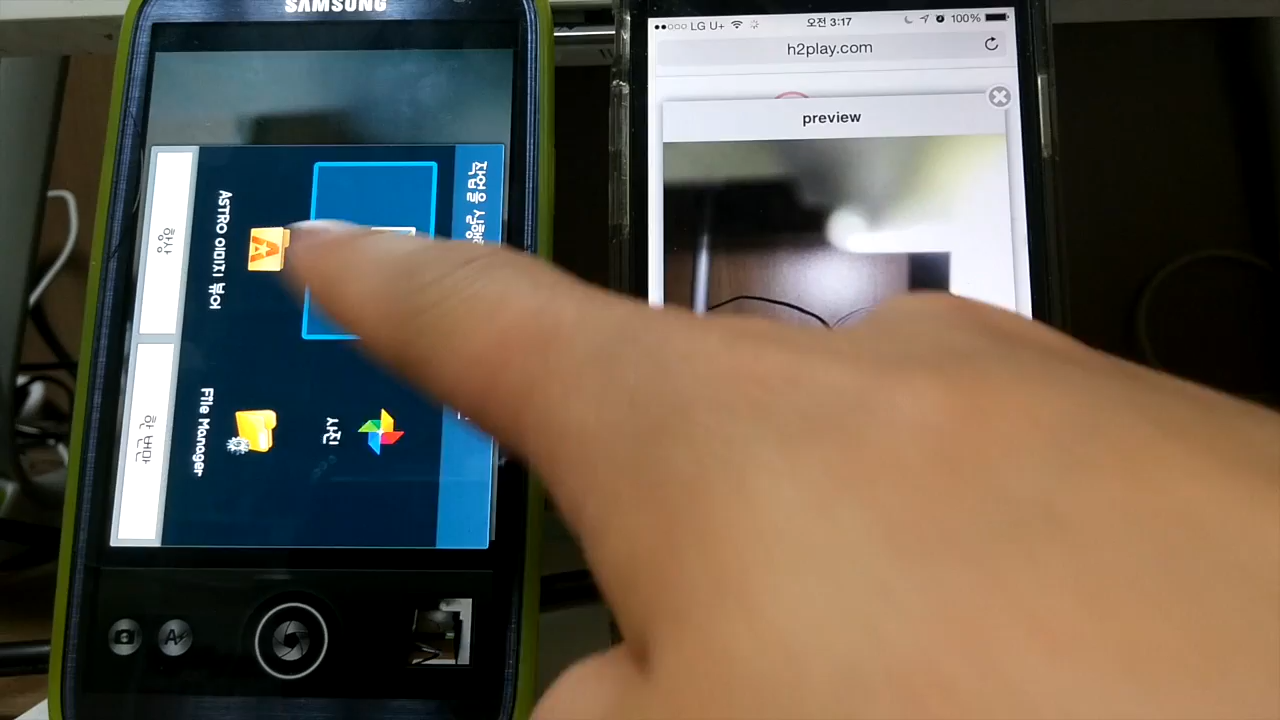 SAMSUNG
ASTRO 이미지 뷰어
File Manager
사진
LG U+
오전 3:17
100%
h2play.com
preview